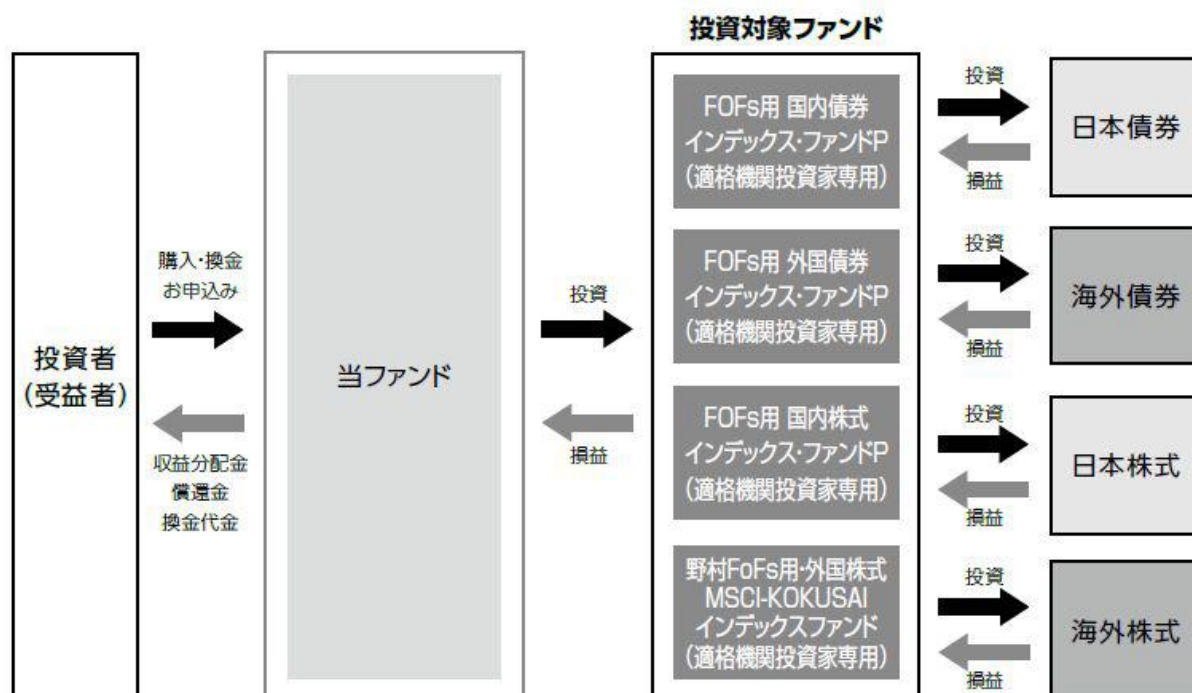 投資対象ファンド
投資者
(受益者)
購入・換金
お申込み
収益分配金
償還金
換金代金
当ファンド
投資
損益
FOFs用 国内債券
インデックス・ファンドP
(適格機関投資家専用)
投資
損益
日本債券
FOFs用 外国債券
インデックス・ファンドP
(適格機関投資家専用)
投資
損益
海外債券
FOFs用 国内株式
インデックス・ファンドP
(適格機関投資家専用)
投資
損益
日本株式
野村FoFs用・外国株式
MSCI-KOKUSAI
インデックスファンド
(適格機関投資家専用)
投資
損益
海外株式